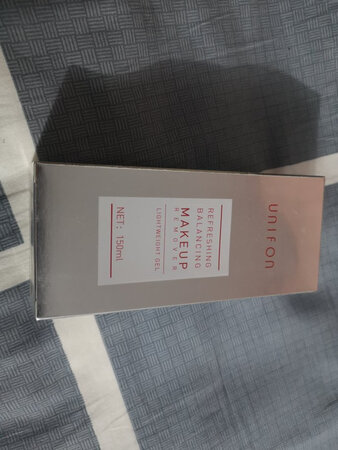 UNIFON
REFRESHING
BALANCING
MAKEUP
REMOVER
LIGHTWEIGHT GEL
NET: 150ml